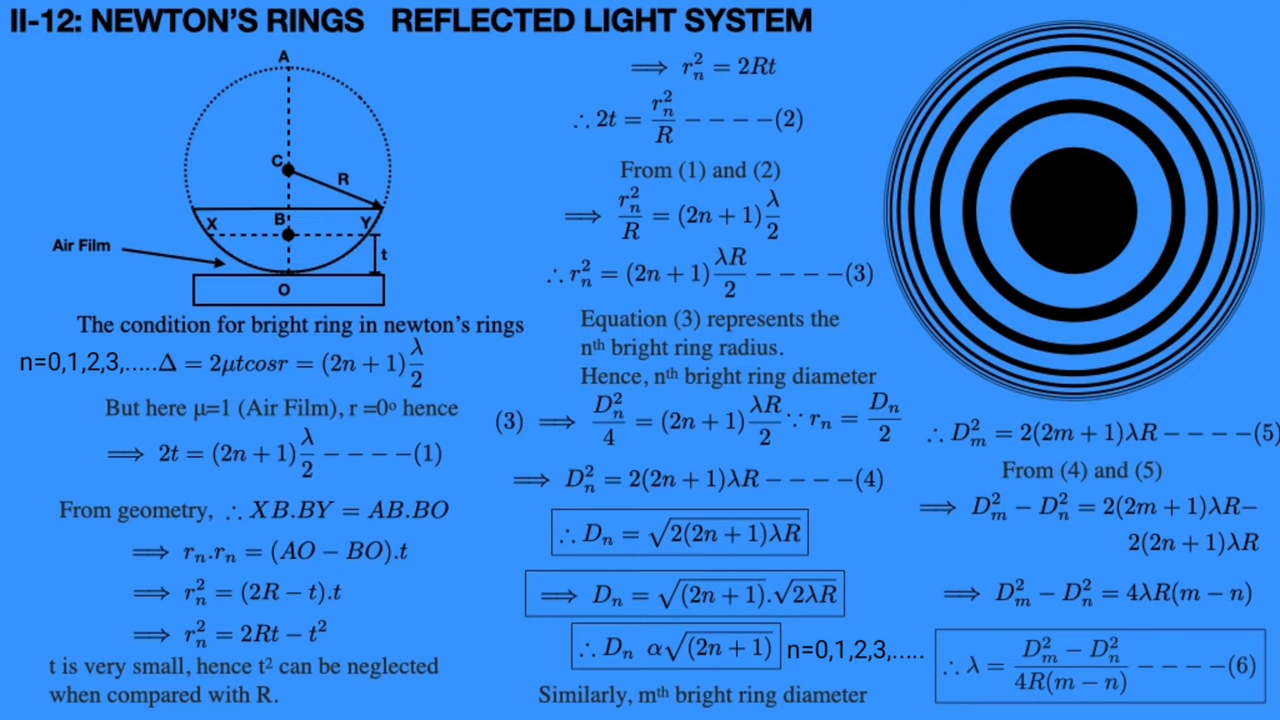 II-12: NEWTON'S RINGS REFLECTED LIGHT SYSTEM
A
C
R
X
B
Y
Air Film
t
O
The condition for bright ring in newton's rings
n=0,1,2,3,.....Δ = 2μtcosr = (2n + 1) λ/2
But here μ=1 (Air Film), r =0º hence
⟹ 2t = (2n + 1) λ/2 − − − −(1)
From geometry, ∴ XB.BY = AB.BO
⟹ rₙ.rₙ = (AO − BO).t
⟹ rₙ² = (2R − t).t
⟹ rₙ² = 2Rt − t²
t is very small, hence t² can be neglected
when compared with R.
⟹ rₙ² = 2Rt
∴ 2t = rₙ²/R − − − −(2)
From (1) and (2)
⟹ rₙ²/R = (2n + 1) λ/2
∴ rₙ² = (2n + 1) λR/2 − − − −(3)
Equation (3) represents the
nᵗʰ bright ring radius.
Hence, nᵗʰ bright ring diameter
(3) ⟹ Dₙ²/4 = (2n + 1) λR/2 ∵ rₙ = Dₙ/2
⟹ Dₙ² = 2(2n + 1)λR − − − −(4)
∴ Dₙ = √(2(2n + 1)λR)
⟹ Dₙ = √(2n + 1).√(2λR)
∴ Dₙ α√(2n + 1) n=0,1,2,3,.....
Similarly, mᵗʰ bright ring diameter
∴ Dₘ² = 2(2m + 1)λR − − − −(5)
From (4) and (5)
⟹ Dₘ² − Dₙ² = 2(2m + 1)λR−
2(2n + 1)λR
⟹ Dₘ² − Dₙ² = 4λR(m − n)
∴ λ = (Dₘ² − Dₙ²)/(4R(m − n)) − − − −(6)